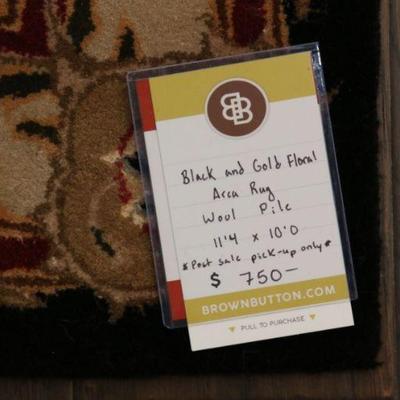 BB
Black and Gold Floral
Area Rug
Wool Pile
11'4 x 10'0
*Post sale pick-up only*
$ 750—
BROWNBUTTON.COM
PULL TO PURCHASE